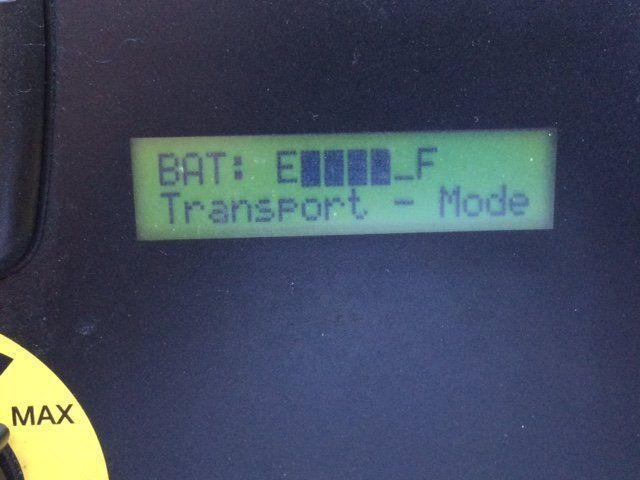 BAT: E████_F
Transport - Mode
MAX